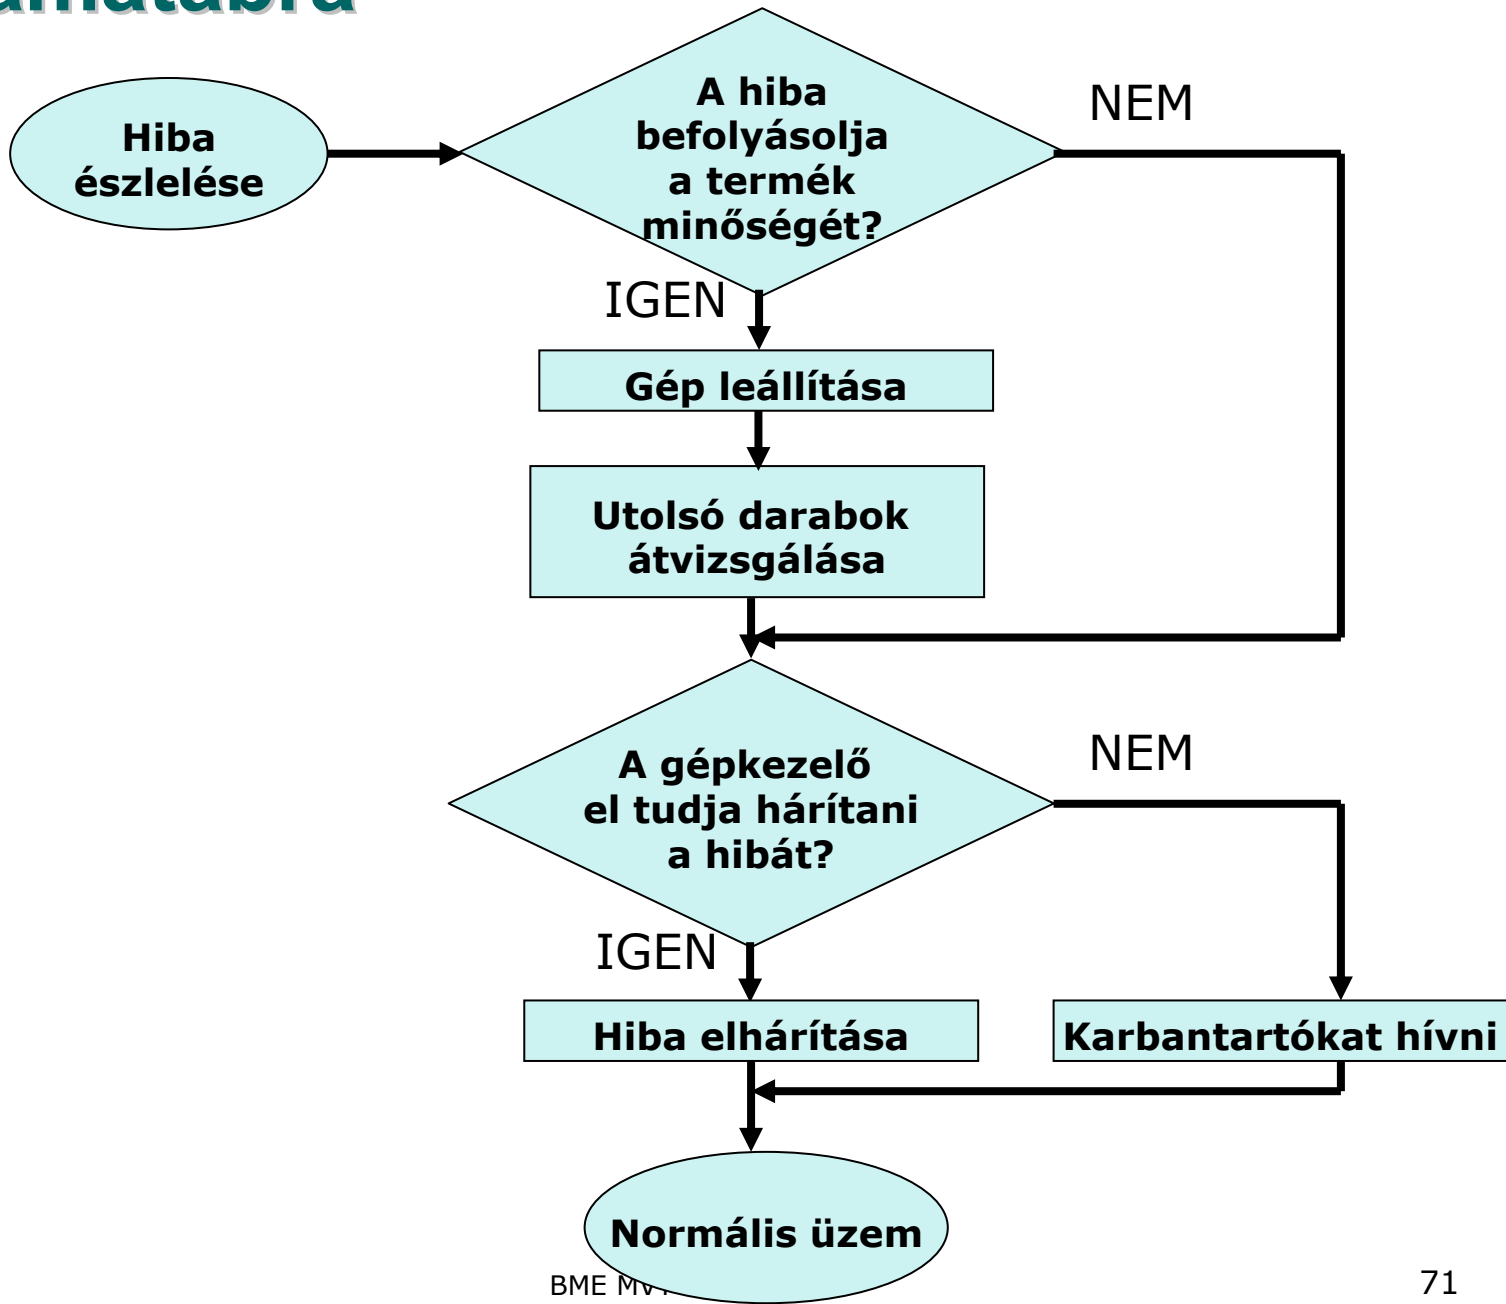 Hiba
észlelése
A hiba
befolyásolja
a termék
minőségét?
NEM
IGEN
Gép leállítása
Utolsó darabok
átvizsgálása
A gépkezelő
el tudja hárítani
a hibát?
NEM
IGEN
Hiba elhárítása
Karbantartókat hívni
Normális üzem
BME
71